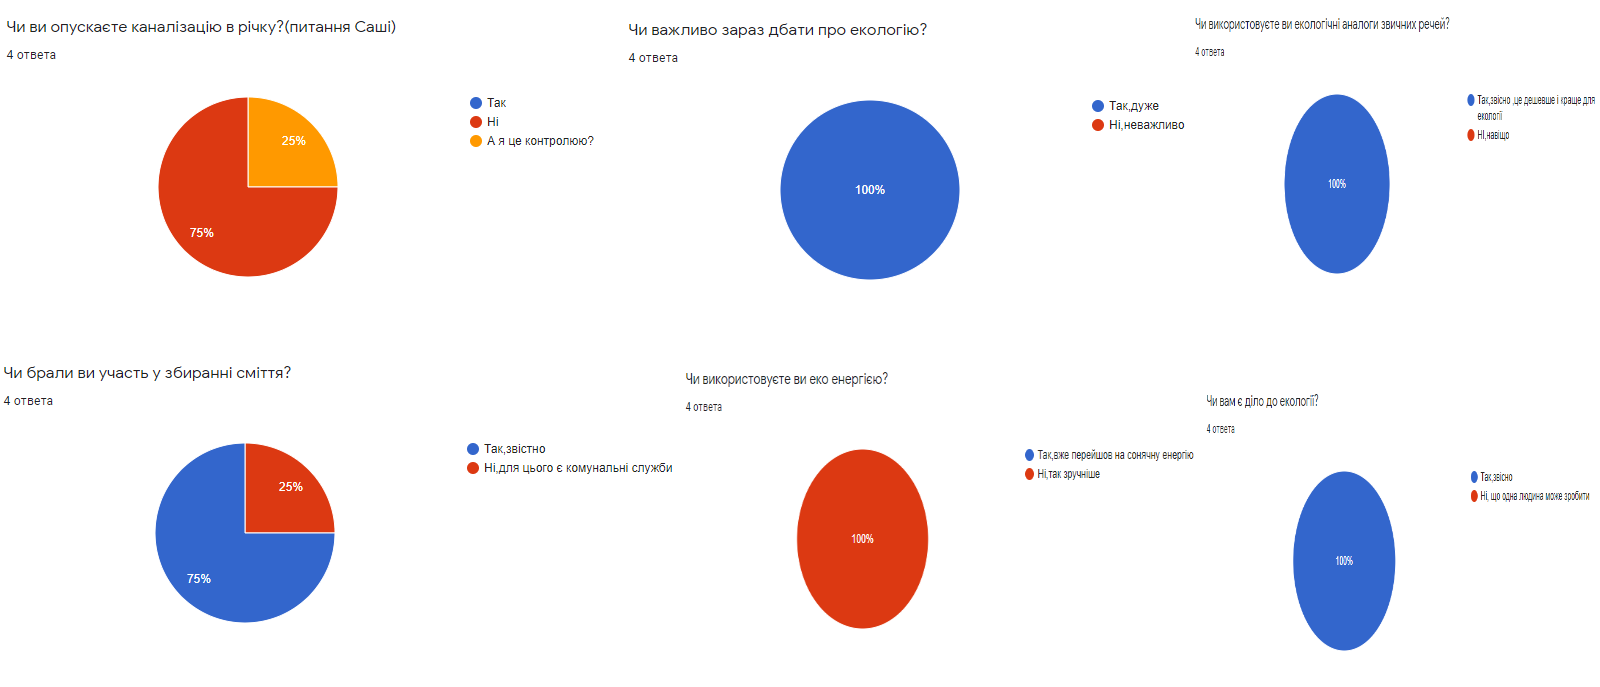 Чи ви опускаєте каналізацію в річку?(питання Саші)
4 ответа
25%
75%
Так
Ні
А я це контролюю?
Чи важливо зараз дбати про екологію?
4 ответа
100%
Так,дуже
Ні,неважливо
Чи використовуєте ви екологічні аналоги звичних речей?
4 ответа
100%
Так,звісно ,це дешевше і краще для
екології
НІ,навіщо
Чи брали ви участь у збиранні сміття?
4 ответа
25%
75%
Так,звістно
Ні,для цього є комунальні служби
Чи використовуєте ви еко енергією?
4 ответа
100%
Так,вже перейшов на сонячну енергію
Ні,так зручніше
Чи вам є діло до екології?
4 ответа
100%
Так,звісно
Ні, що одна людина може зробити